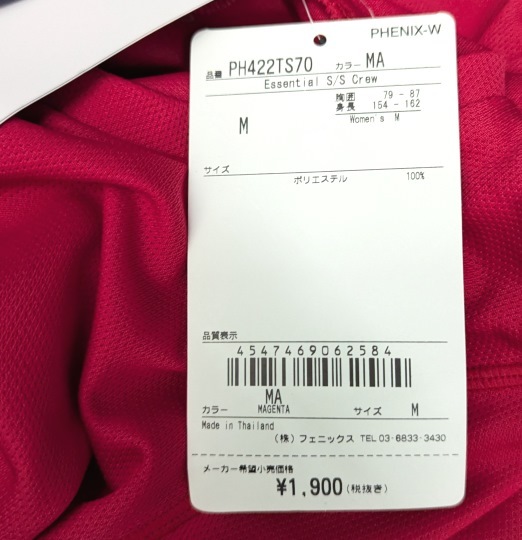 PHENIX-W
品番 PH422TS70 カラー MA
Essential S/S Crew
胸囲 79 - 87
身長 154 - 162
M
Women s M
サイズ
ポリエステル 100%
品質表示
4547469062584
MA
カラー MAGENTA サイズ M
Made in Thailand
(株) フェニックス TEL 03-6833-3430
メーカー希望小売価格
¥1,900 (税抜き)